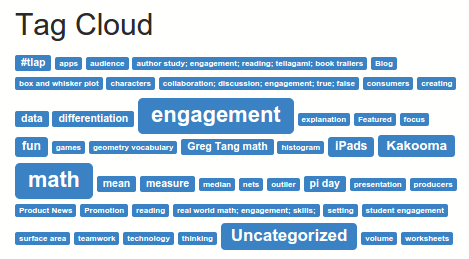 Tag Cloud
#tlap apps audience author study; engagement; reading; tellagami; book trailers Blog
box and whisker plot characters collaboration; discussion; engagement; true; false consumers creating
data differentiation engagement explanation Featured focus
fun games geometry vocabulary Greg Tang math histogram iPads Kakooma
math mean measure median nets outlier pi day presentation producers
Product News Promotion reading real world math; engagement; skills; setting student engagement
surface area teamwork technology thinking Uncategorized volume worksheets